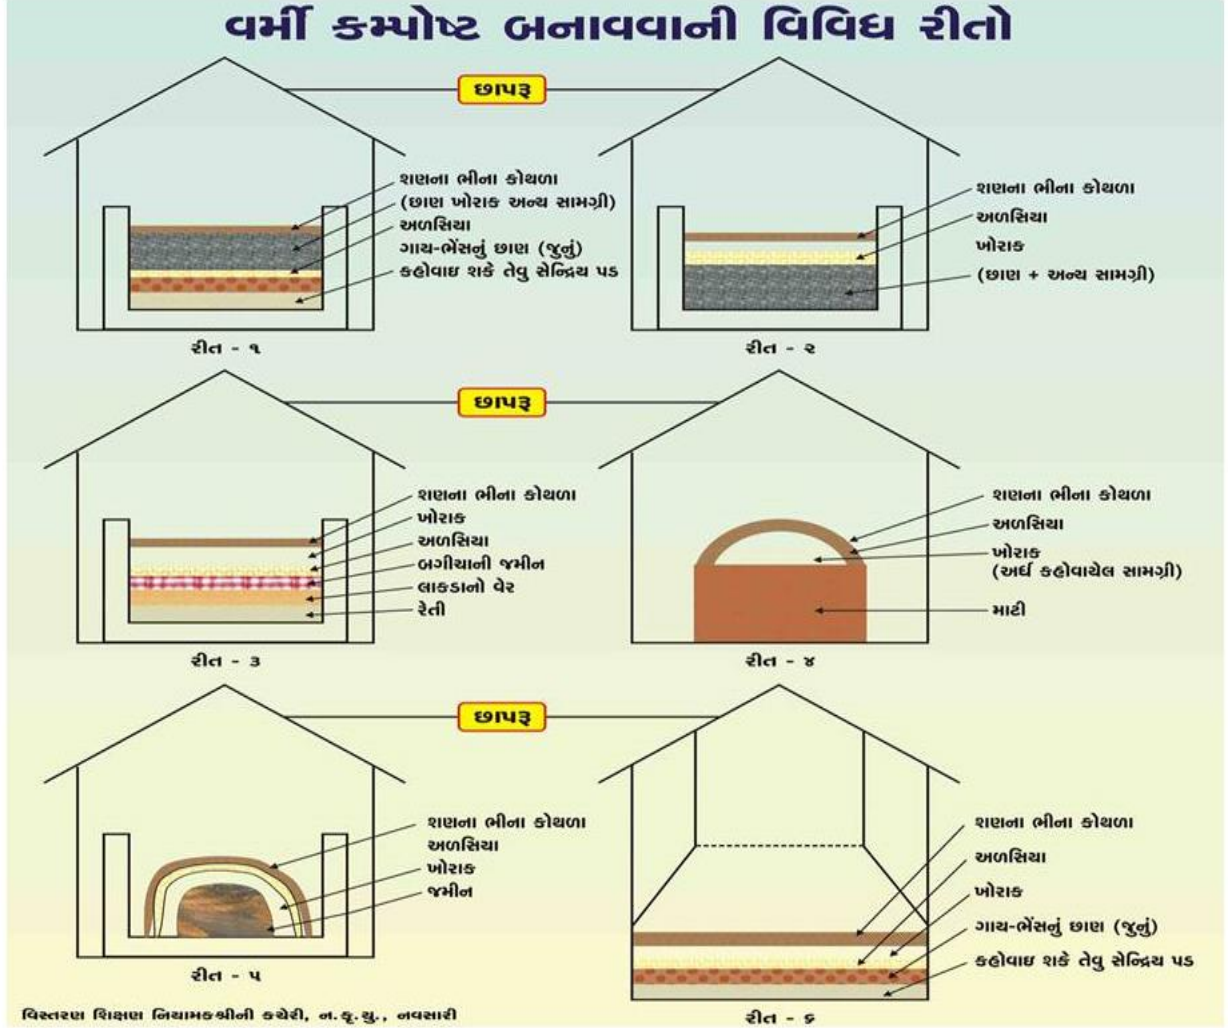 વર્મી કમ્પોષ્ટ બનાવવાની વિવિધ રીતો
છાપરૂ
શણના ભીના કોથળા
(છાણ ખોરાક અન્ય સામગ્રી)
અળસિયા
ગાય-ભેંસનું છાણ (જુનું)
કહોવાઇ શકે તેવુ સેન્દ્રિય પડ
રીત - ૧
શણના ભીના કોથળા
અળસિયા
ખોરાક
(છાણ + અન્ય સામગ્રી)
રીત - ૨
છાપરૂ
શણના ભીના કોથળા
ખોરાક
અળસિયા
બગીચાની જમીન
લાકડાનો વેર
રેતી
રીત - ૩
શણના ભીના કોથળા
અળસિયા
ખોરાક
(અર્ધ કહોવાયેલ સામગ્રી)
માટી
રીત - ૪
છાપરૂ
શણના ભીના કોથળા
અળસિયા
ખોરાક
જમીન
રીત - ૫
શણના ભીના કોથળા
અળસિયા
ખોરાક
ગાય-ભેંસનું છાણ (જુનું)
કહોવાઇ શકે તેવુ સેન્દ્રિય પડ
રીત - ૬
વિસ્તરણ શિક્ષણ નિયામકશ્રીની કચેરી, ન.કૃ.યુ., નવસારી